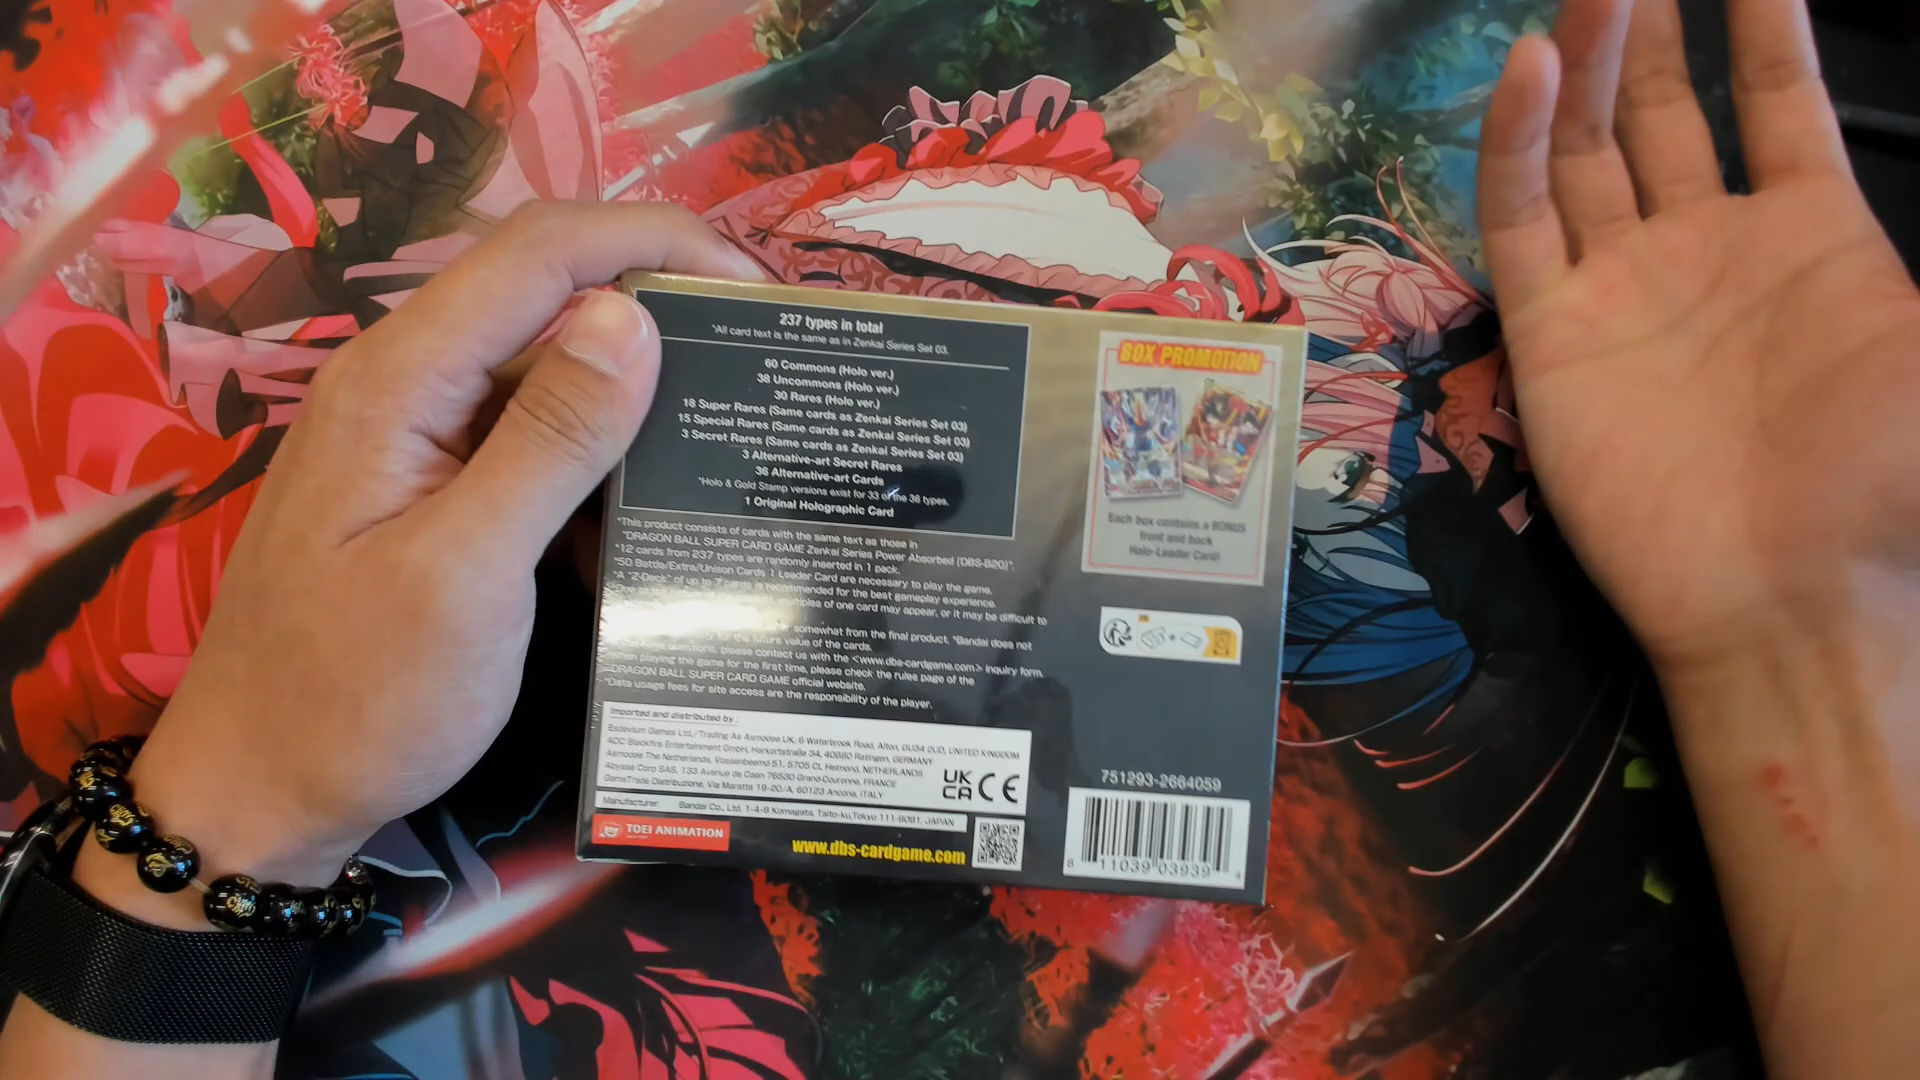 237 types in total
*All card text is the same as in Zenkai Series Set 03.
60 Commons (Holo ver.)
38 Uncommons (Holo ver.)
30 Rares (Holo ver.)
18 Super Rares (Same cards as Zenkai Series Set 03)
15 Special Rares (Same cards as Zenkai Series Set 03)
3 Secret Rares (Same cards as Zenkai Series Set 03)
3 Alternative-art Secret Rares
36 Alternative-art Cards
*Holo & Gold Stamp versions exist for 33 of the 36 types.
1 Original Holographic Card
*This product consists of cards with the same text as those in
"DRAGON BALL SUPER CARD GAME Zenkai Series Power Absorbed [DBS-B20]".
*12 cards from 237 types are randomly inserted in 1 pack.
*50 Battle/Extra/Unison Cards 1 Leader Card are necessary to play the game.
*A "Z-Deck" of up to 7 cards is recommended for the best gameplay experience.
multiples of one card may appear, or it may be difficult to
somewhat from the final product. *Bandai does not
for the future value of the cards.
questions, please contact us with the <www.dbs-cardgame.com> inquiry form.
when playing the game for the first time, please check the rules page of the
DRAGON BALL SUPER CARD GAME official website.
*Data usage fees for site access are the responsibility of the player.
BOX PROMOTION
Each box contains a BONUS
front and back
Holo-Leader Card!
Imported and distributed by :
Esdevium Games Ltd./Trading As Asmodee UK, 6 Waterbrook Road, Alton, GU34 2UD, UNITED KINGDOM
ADC Blackfire Entertainment GmbH, Harkortstraße 34, 40880 Ratingen, GERMANY
Asmodee The Netherlands, Vossenbeemd 51, 5705 CL Helmond, NETHERLANDS
Abyssa Corp SAS, 133 Avenue de Caen 76530 Grand-Couronne, FRANCE
GameTrade Distribuzione, Via Maratta 19-20/A, 60123 Ancona, ITALY
UK
CA CE
Manufacturer: Bandai Co., Ltd. 1-4-8 Komagata, Taito-ku,Tokyo 111-8081, JAPAN
TOEI ANIMATION
www.dbs-cardgame.com
751293-2664059
8 11039 03939 4